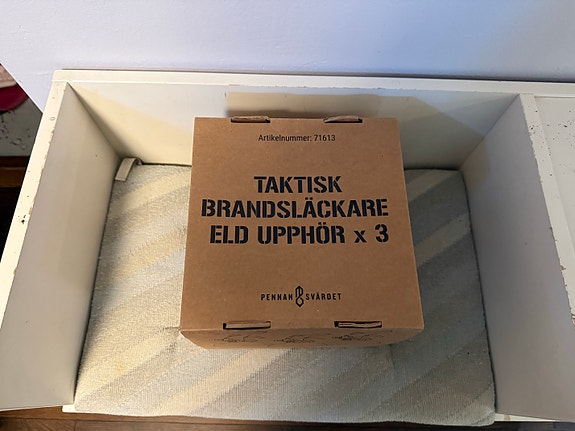 Artikelnummer: 71613
TAKTISK
BRANDSLÄCKARE
ELD UPPHÖR x 3
PENNAN SVÄRDET